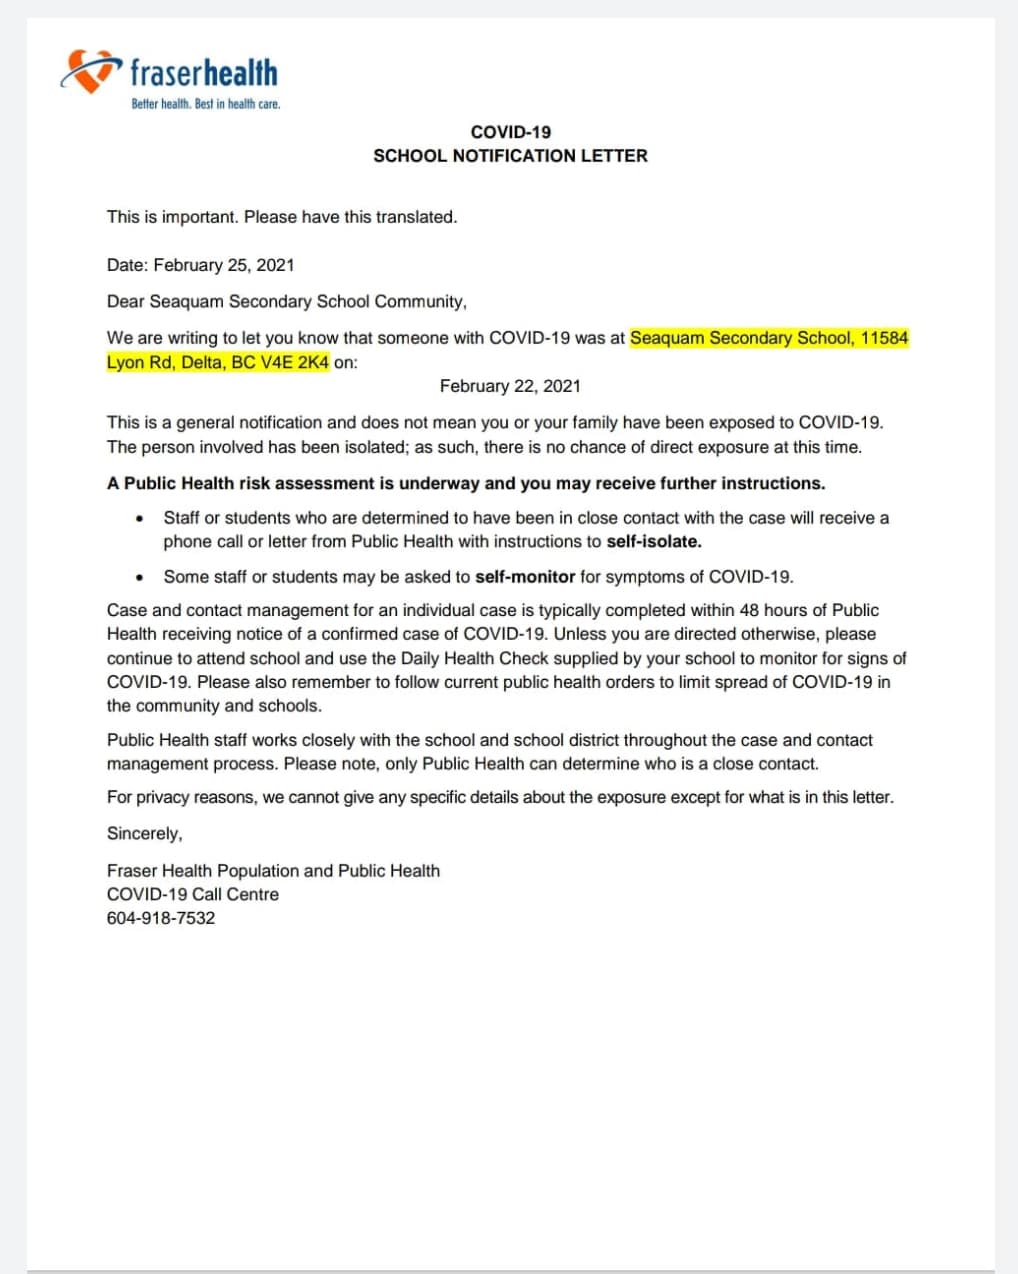 fraserhealth
Better health. Best in health care.
COVID-19
SCHOOL NOTIFICATION LETTER
This is important. Please have this translated.
Date: February 25, 2021
Dear Seaquam Secondary School Community,
We are writing to let you know that someone with COVID-19 was at Seaquam Secondary School, 11584
Lyon Rd, Delta, BC V4E 2K4 on:
February 22, 2021
This is a general notification and does not mean you or your family have been exposed to COVID-19.
The person involved has been isolated; as such, there is no chance of direct exposure at this time.
A Public Health risk assessment is underway and you may receive further instructions.
• Staff or students who are determined to have been in close contact with the case will receive a
phone call or letter from Public Health with instructions to self-isolate.
• Some staff or students may be asked to self-monitor for symptoms of COVID-19.
Case and contact management for an individual case is typically completed within 48 hours of Public
Health receiving notice of a confirmed case of COVID-19. Unless you are directed otherwise, please
continue to attend school and use the Daily Health Check supplied by your school to monitor for signs of
COVID-19. Please also remember to follow current public health orders to limit spread of COVID-19 in
the community and schools.
Public Health staff works closely with the school and school district throughout the case and contact
management process. Please note, only Public Health can determine who is a close contact.
For privacy reasons, we cannot give any specific details about the exposure except for what is in this letter.
Sincerely,
Fraser Health Population and Public Health
COVID-19 Call Centre
604-918-7532